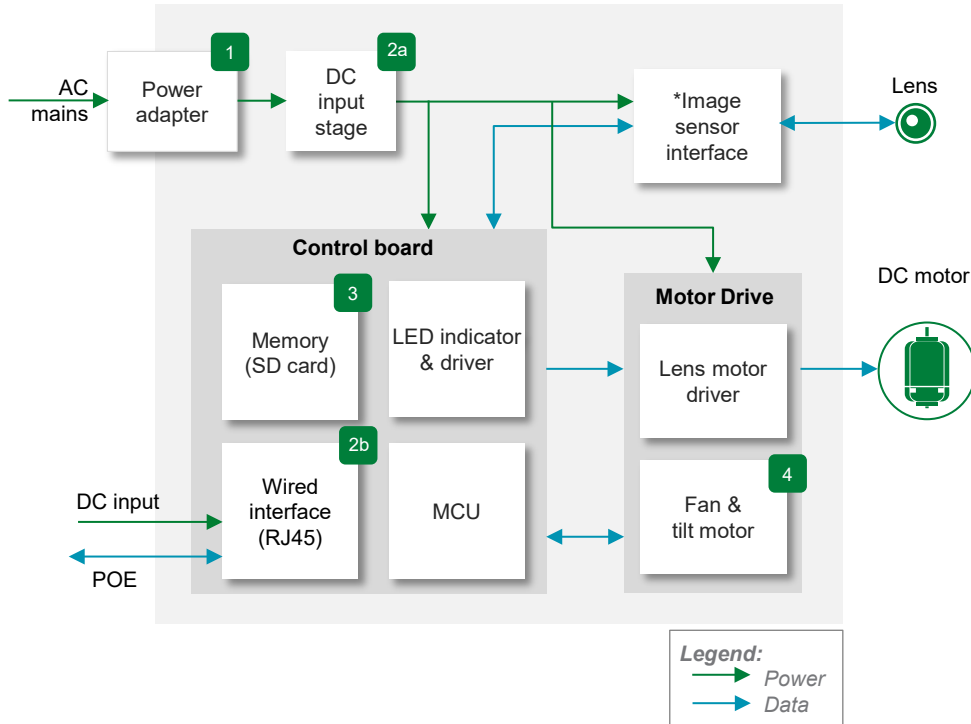 1
2a
AC
mains
Power
adapter
DC
input
stage
*Image
sensor
interface
Lens
Control board
3
Memory
(SD card)
LED indicator
& driver
Motor Drive
Lens motor
driver
DC motor
2b
Wired
interface
(RJ45)
MCU
4
Fan &
tilt motor
DC input
POE
Legend:
Power
Data